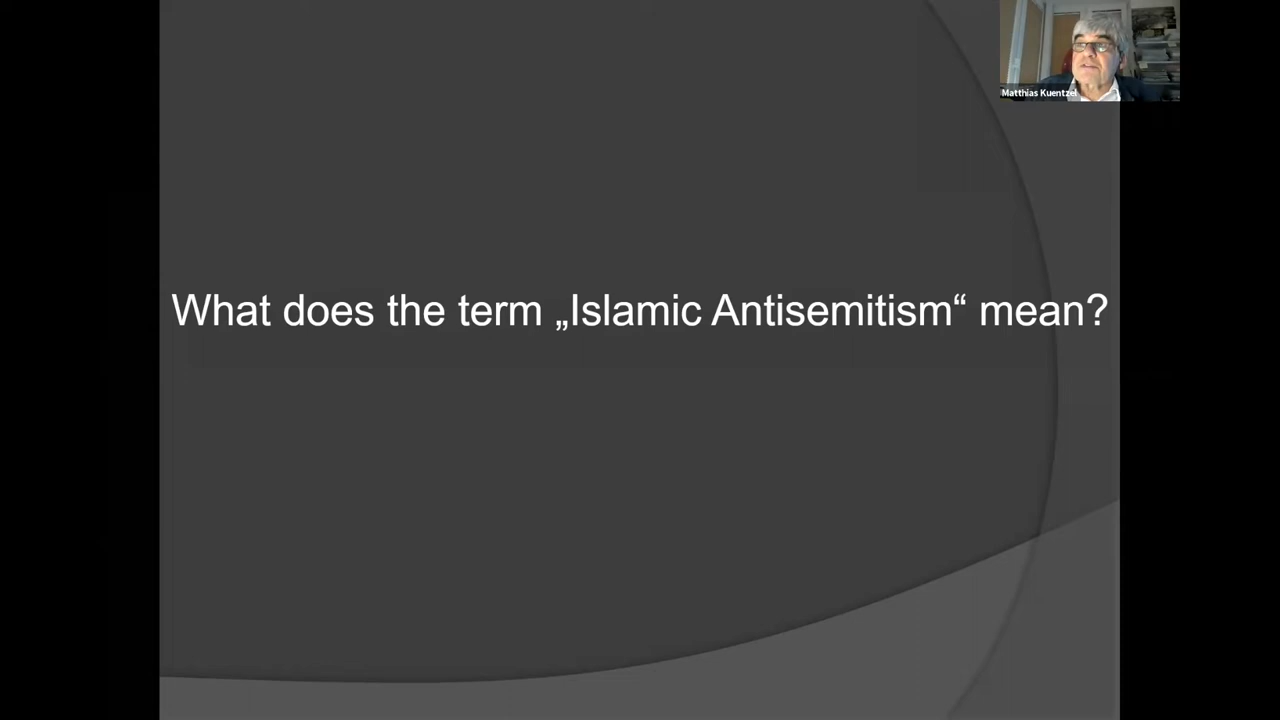 Matthias Kuentzel
What does the term „Islamic Antisemitism“ mean?